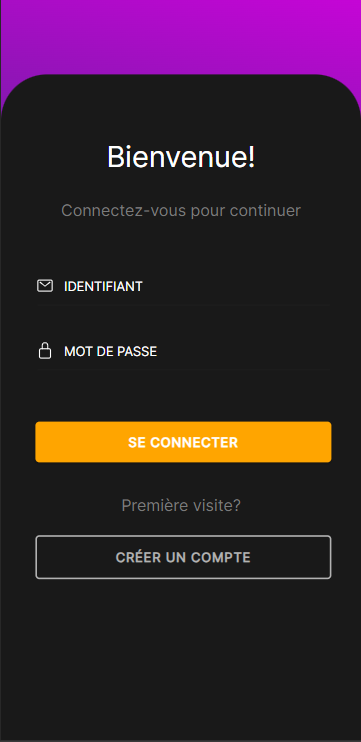 Bienvenue!
Connectez-vous pour continuer
IDENTIFIANT
MOT DE PASSE
SE CONNECTER
Première visite?
CRÉER UN COMPTE